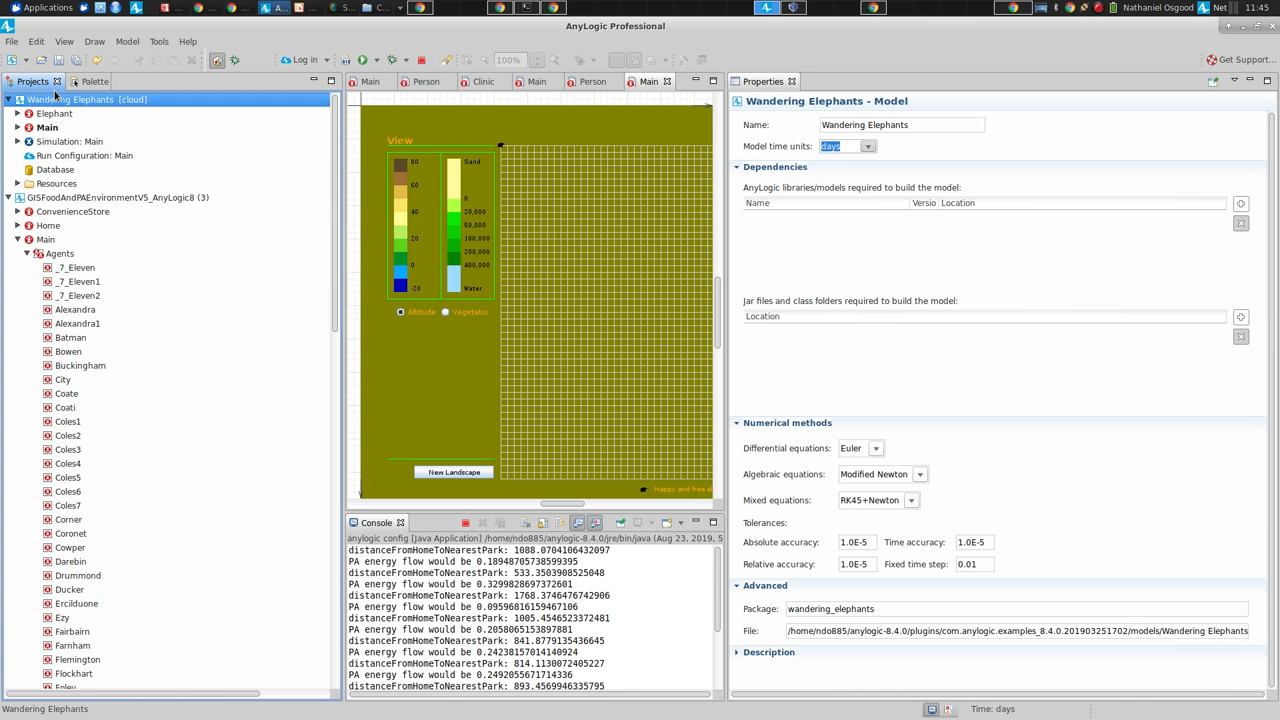 Applications
A...
S...
Nathaniel Osgood
Net
11:45
AnyLogic Professional
File Edit View Draw Model Tools Help
Log in
100%
Get Support...
Projects
Palette
Main
Person
Clinic
Main
Person
Main
Properties
Wandering Elephants [cloud]
Elephant
Main
Simulation: Main
Run Configuration: Main
Database
Resources
GISFoodAndPAEnvironmentV5_AnyLogic8 (3)
ConvenienceStore
Home
Main
Agents
_7_Eleven
_7_Eleven1
_7_Eleven2
Alexandra
Alexandra1
Batman
Bowen
Buckingham
City
Coate
Coati
Coles1
Coles2
Coles3
Coles4
Coles5
Coles6
Coles7
Corner
Coronet
Cowper
Darebin
Drummond
Ducker
Ercilduone
Ezy
Fairbairn
Farnham
Flemington
Flockhart
Foley
View
80
60
40
20
0
-20
Sand
0
20,000
50,000
100,000
200,000
400,000
Water
Altitude
Vegetatio
New Landscape
Happy and free el
Console
anylogic config [Java Application] /home/ndo885/anylogic-8.4.0/jre/bin/java (Aug 23, 2019, 5
distanceFromHomeToNearestPark: 1088.0704106432097
PA energy flow would be 0.18948705738599395
distanceFromHomeToNearestPark: 533.3503908525048
PA energy flow would be 0.3299828697372601
distanceFromHomeToNearestPark: 1768.3746476742906
PA energy flow would be 0.09596816159467106
distanceFromHomeToNearestPark: 1005.4546523372481
PA energy flow would be 0.2058065153897881
distanceFromHomeToNearestPark: 841.8779135436645
PA energy flow would be 0.24238157014140924
distanceFromHomeToNearestPark: 814.1130072405227
PA energy flow would be 0.2492055671714336
distanceFromHomeToNearestPark: 893.4569946335795
Wandering Elephants - Model
Name:
Wandering Elephants
Model time units:
days
Dependencies
AnyLogic libraries/models required to build the model:
Name
Versio
Location
Jar files and class folders required to build the model:
Location
Numerical methods
Differential equations:
Euler
Algebraic equations:
Modified Newton
Mixed equations:
RK45+Newton
Tolerances:
Absolute accuracy:
1.0E-5
Time accuracy:
1.0E-5
Relative accuracy:
1.0E-5
Fixed time step:
0.01
Advanced
Package:
wandering_elephants
File:
/home/ndo885/anylogic-8.4.0/plugins/com.anylogic.examples_8.4.0.201903251702/models/Wandering Elephants
Description
Wandering Elephants
Time: days